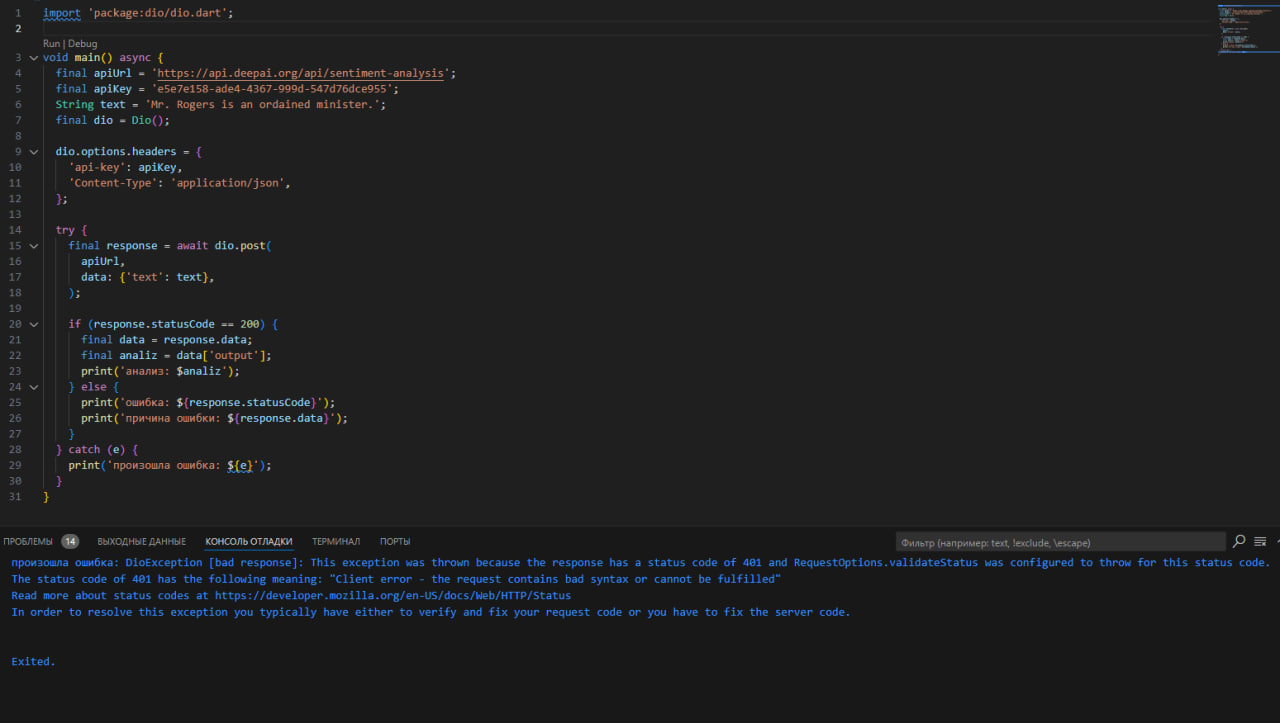 1 import 'package:dio/dio.dart';
2
Run | Debug
3 void main() async {
4 final apiUrl = 'https://api.deepai.org/api/sentiment-analysis';
5 final apiKey = 'e5e7e158-ade4-4367-999d-547d76dce955';
6 String text = 'Mr. Rogers is an ordained minister.';
7 final dio = Dio();
8
9 dio.options.headers = {
10 'api-key': apiKey,
11 'Content-Type': 'application/json',
12 };
13
14 try {
15 final response = await dio.post(
16 apiUrl,
17 data: {'text': text},
18 );
19
20 if (response.statusCode == 200) {
21 final data = response.data;
22 final analiz = data['output'];
23 print('анализ: $analiz');
24 } else {
25 print('ошибка: ${response.statusCode}');
26 print('причина ошибки: ${response.data}');
27 }
28 } catch (e) {
29 print('произошла ошибка: ${e}');
30 }
31 }
ПРОБЛЕМЫ 14 ВЫХОДНЫЕ ДАННЫЕ КОНСОЛЬ ОТЛАДКИ ТЕРМИНАЛ ПОРТЫ Фильтр (например: text, !exclude, \escape)
произошла ошибка: DioException [bad response]: This exception was thrown because the response has a status code of 401 and RequestOptions.validateStatus was configured to throw for this status code.
The status code of 401 has the following meaning: "Client error - the request contains bad syntax or cannot be fulfilled"
Read more about status codes at https://developer.mozilla.org/en-US/docs/Web/HTTP/Status
In order to resolve this exception you typically have either to verify and fix your request code or you have to fix the server code.
Exited.